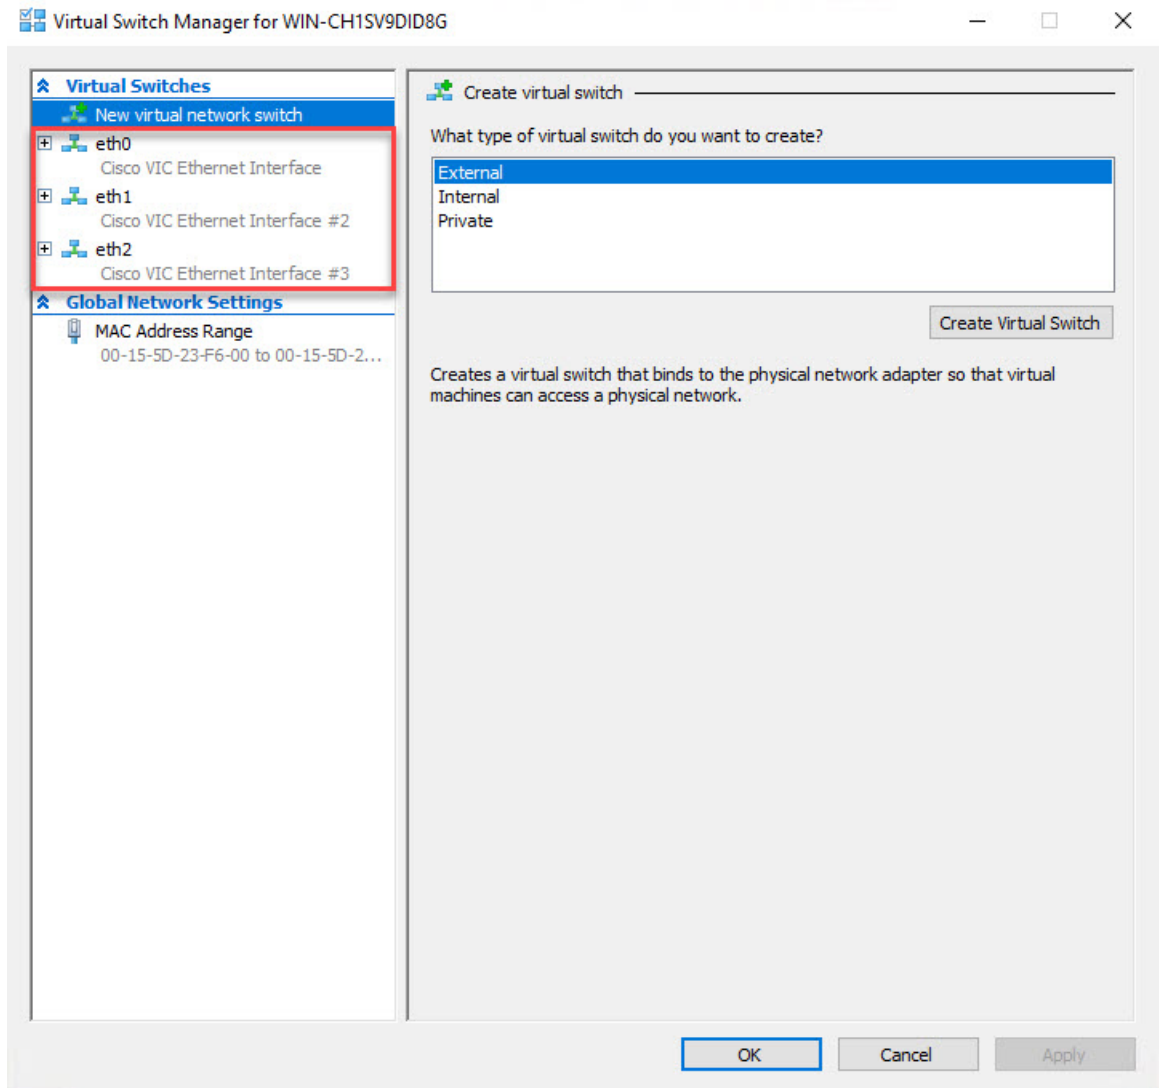 Virtual Switch Manager for WIN-CH1SV9DID8G
Virtual Switches
New virtual network switch
eth0
Cisco VIC Ethernet Interface
eth1
Cisco VIC Ethernet Interface #2
eth2
Cisco VIC Ethernet Interface #3
Global Network Settings
MAC Address Range
00-15-5D-23-F6-00 to 00-15-5D-2...
Create virtual switch
What type of virtual switch do you want to create?
External
Internal
Private
Create Virtual Switch
Creates a virtual switch that binds to the physical network adapter so that virtual
machines can access a physical network.
OK
Cancel
Apply